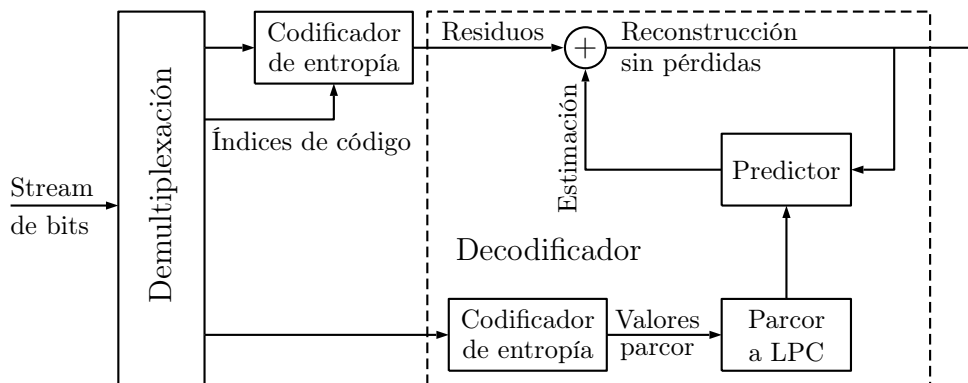 Codificador
de entropía
Residuos
+
Reconstrucción
sin pérdidas
Índices de código
Estimación
Predictor
Stream
de bits
Demultiplexación
Decodificador
Codificador
de entropía
Valores
parcor
Parcor
a LPC